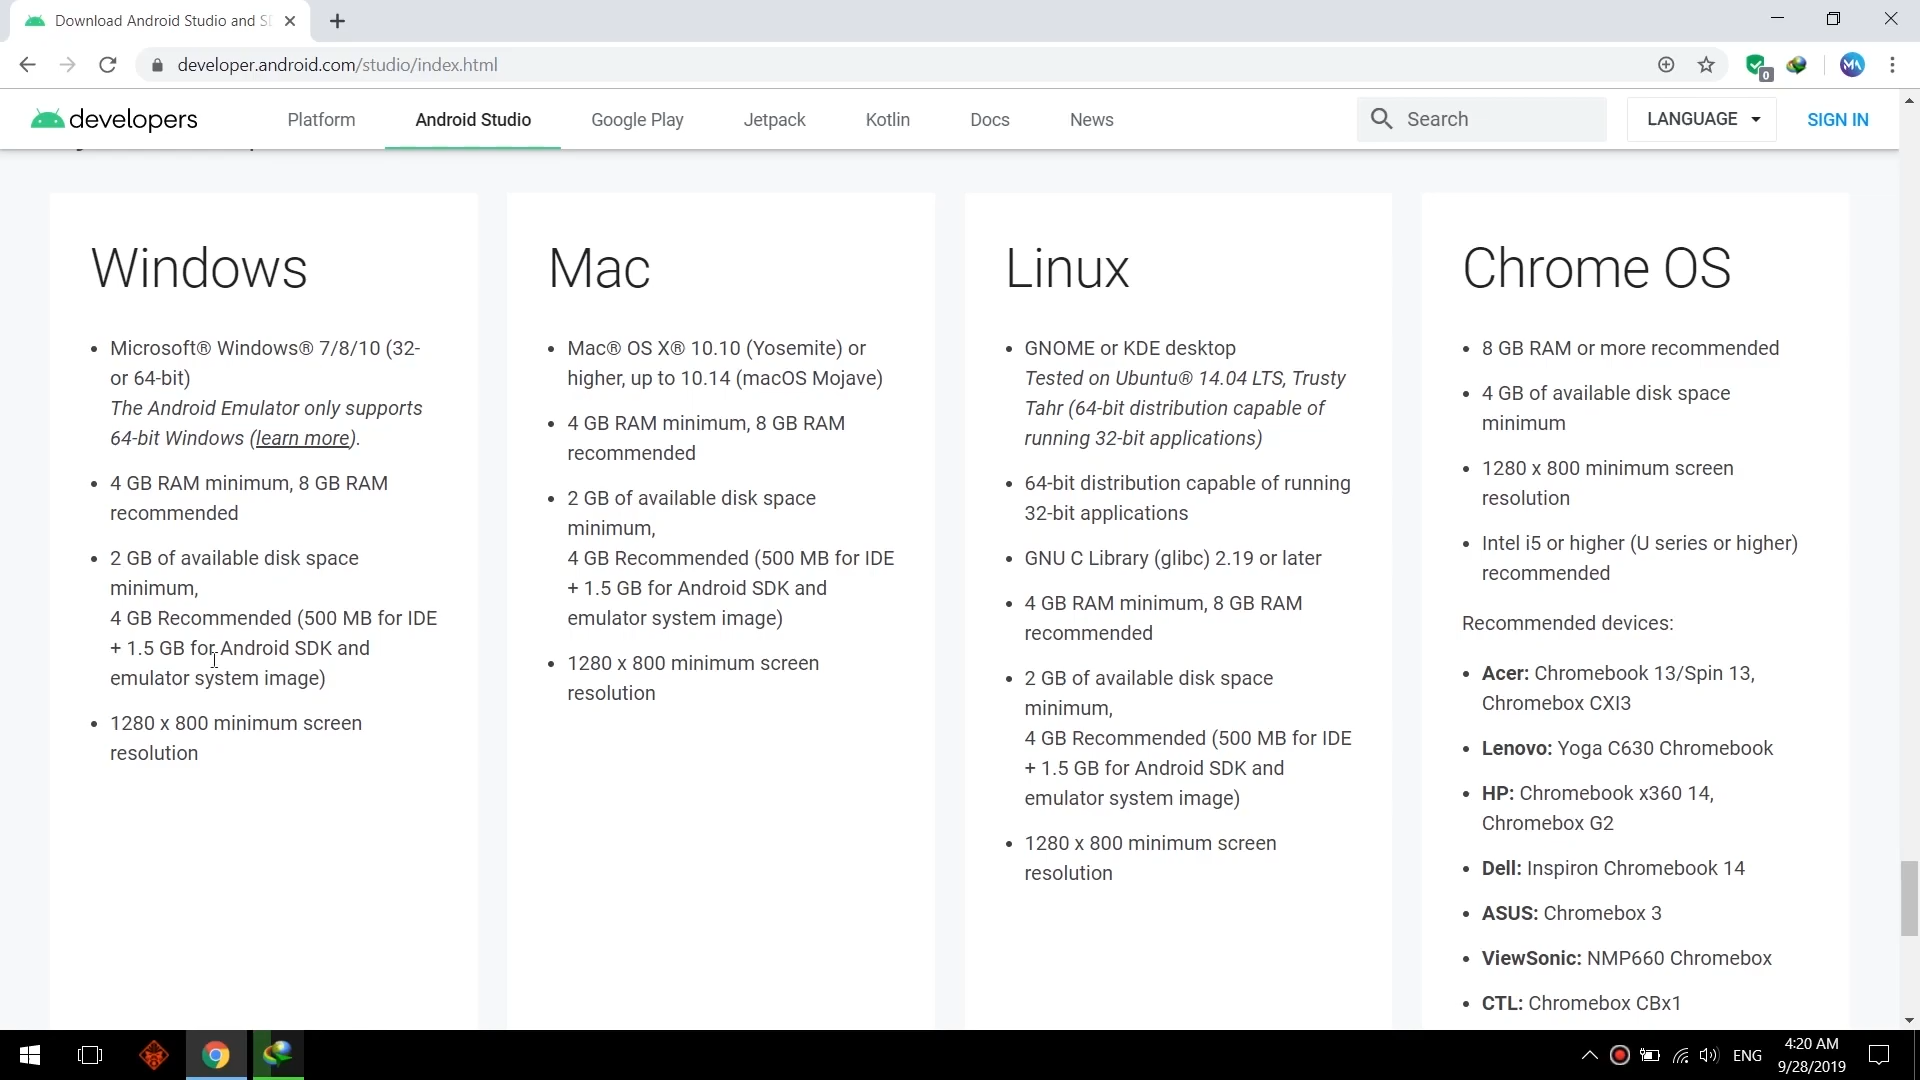 Download Android Studio and S
developer.android.com/studio/index.html
0
MA
developers
Platform
Android Studio
Google Play
Jetpack
Kotlin
Docs
News
Search
LANGUAGE
SIGN IN
Windows
• Microsoft® Windows® 7/8/10 (32-
or 64-bit)
The Android Emulator only supports
64-bit Windows (learn more).
• 4 GB RAM minimum, 8 GB RAM
recommended
• 2 GB of available disk space
minimum,
4 GB Recommended (500 MB for IDE
+ 1.5 GB for Android SDK and
emulator system image)
• 1280 x 800 minimum screen
resolution
Mac
• Mac® OS X® 10.10 (Yosemite) or
higher, up to 10.14 (macOS Mojave)
• 4 GB RAM minimum, 8 GB RAM
recommended
• 2 GB of available disk space
minimum,
4 GB Recommended (500 MB for IDE
+ 1.5 GB for Android SDK and
emulator system image)
• 1280 x 800 minimum screen
resolution
Linux
• GNOME or KDE desktop
Tested on Ubuntu® 14.04 LTS, Trusty
Tahr (64-bit distribution capable of
running 32-bit applications)
• 64-bit distribution capable of running
32-bit applications
• GNU C Library (glibc) 2.19 or later
• 4 GB RAM minimum, 8 GB RAM
recommended
• 2 GB of available disk space
minimum,
4 GB Recommended (500 MB for IDE
+ 1.5 GB for Android SDK and
emulator system image)
• 1280 x 800 minimum screen
resolution
Chrome OS
• 8 GB RAM or more recommended
• 4 GB of available disk space
minimum
• 1280 x 800 minimum screen
resolution
• Intel i5 or higher (U series or higher)
recommended
Recommended devices:
• Acer: Chromebook 13/Spin 13,
Chromebox CXI3
• Lenovo: Yoga C630 Chromebook
• HP: Chromebook x360 14,
Chromebox G2
• Dell: Inspiron Chromebook 14
• ASUS: Chromebox 3
• ViewSonic: NMP660 Chromebox
• CTL: Chromebox CBx1
ENG
4:20 AM
9/28/2019